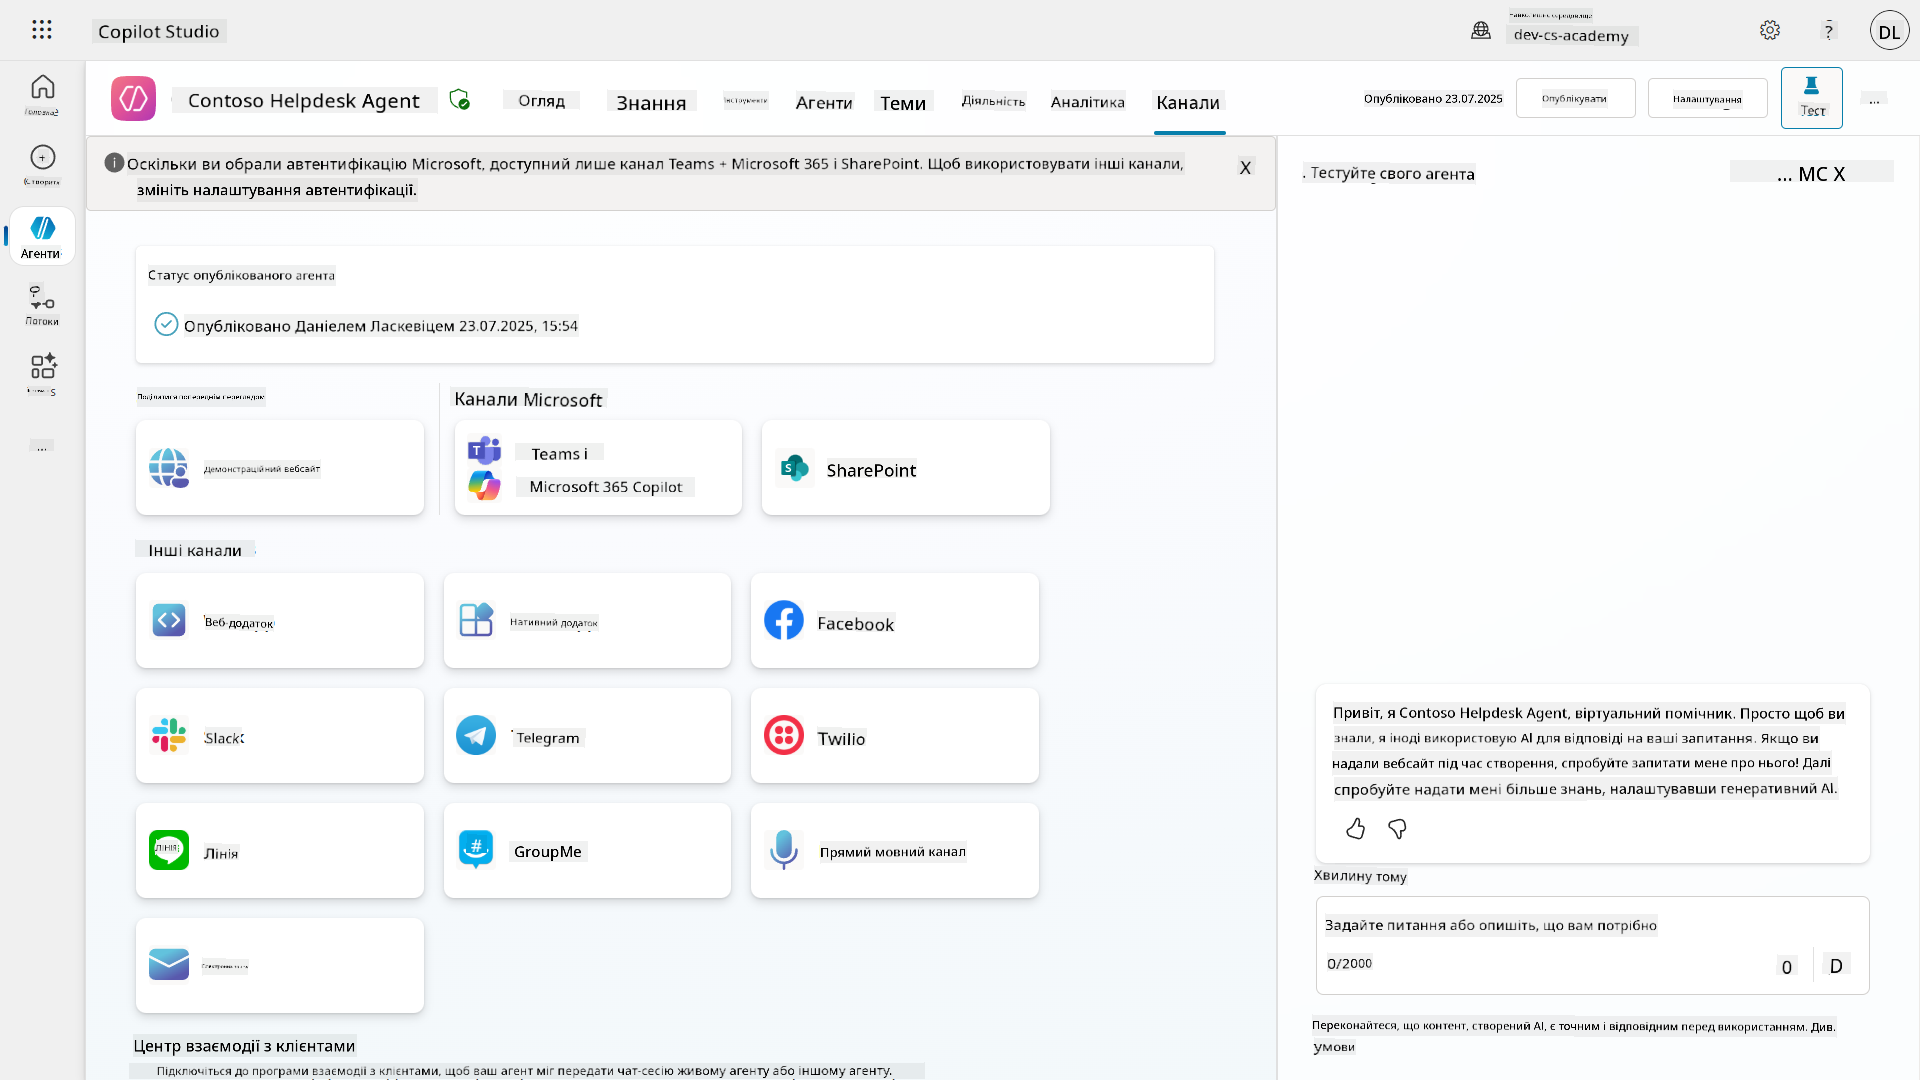 Copilot Studio
dev-cs-academy
?
DL
Contoso Helpdesk Agent
Огляд
Знання
Агенти
Теми
Діяльність
Аналітика
Канали
Опубліковано 23.07.2025
Опублікувати
Налаштування
Тест
...
Агенти
Потоки
...
Оскільки ви обрали автентифікацію Microsoft, доступний лише канал Teams + Microsoft 365 і SharePoint. Щоб використовувати інші канали,
змініть налаштування автентифікації.
X
Статус опублікованого агента
Опубліковано Даніелем Ласкевіцем 23.07.2025, 15:54
Поділитися попереднім переглядом
Канали Microsoft
Демонстраційний вебсайт
Teams і
Microsoft 365 Copilot
SharePoint
Інші канали
Веб-додаток
Нативний додаток
Facebook
Slack
Telegram
Twilio
Лінія
GroupMe
Прямий мовний канал
Центр взаємодії з клієнтами
Підключіться до програми взаємодії з клієнтами, щоб ваш агент міг передати чат-сесію живому агенту або іншому агенту.
. Тестуйте свого агента
... MC X
Привіт, я Contoso Helpdesk Agent, віртуальний помічник. Просто щоб ви
знали, я іноді використовую AI для відповіді на ваші запитання. Якщо ви
надали вебсайт під час створення, спробуйте запитати мене про нього! Далі
спробуйте надати мені більше знань, налаштувавши генеративний AI.
Хвилину тому
Задайте питання або опишіть, що вам потрібно
0/2000
0
D
Переконайтеся, що контент, створений AI, є точним і відповідним перед використанням. Див.
умови